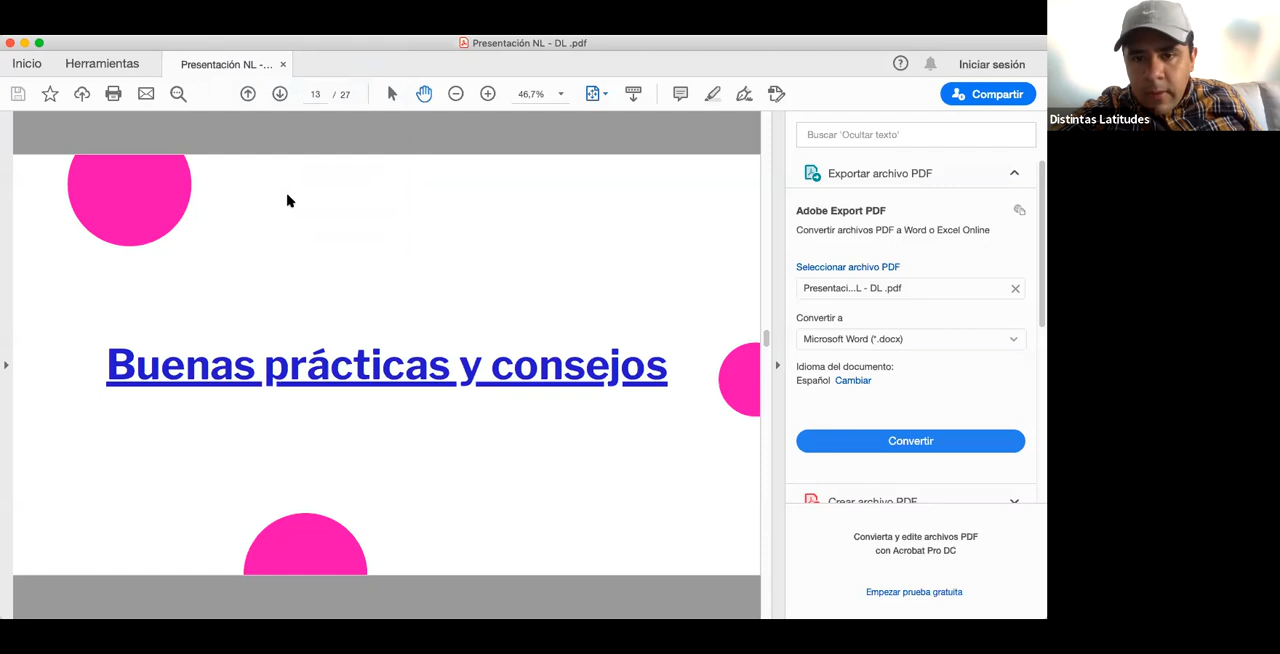 Presentación NL - DL .pdf
Inicio
Herramientas
Presentación NL -... ×
Iniciar sesión
13 / 27
46,7%
Compartir
Distintas Latitudes
Buscar 'Ocultar texto'
Exportar archivo PDF
Adobe Export PDF
Convertir archivos PDF a Word o Excel Online
Seleccionar archivo PDF
Presentaci...L - DL .pdf
Convertir a
Microsoft Word (*.docx)
Idioma del documento:
Español Cambiar
Convertir
Crear archivo PDF
Convierta y edite archivos PDF
con Acrobat Pro DC
Empezar prueba gratuita
Buenas prácticas y consejos